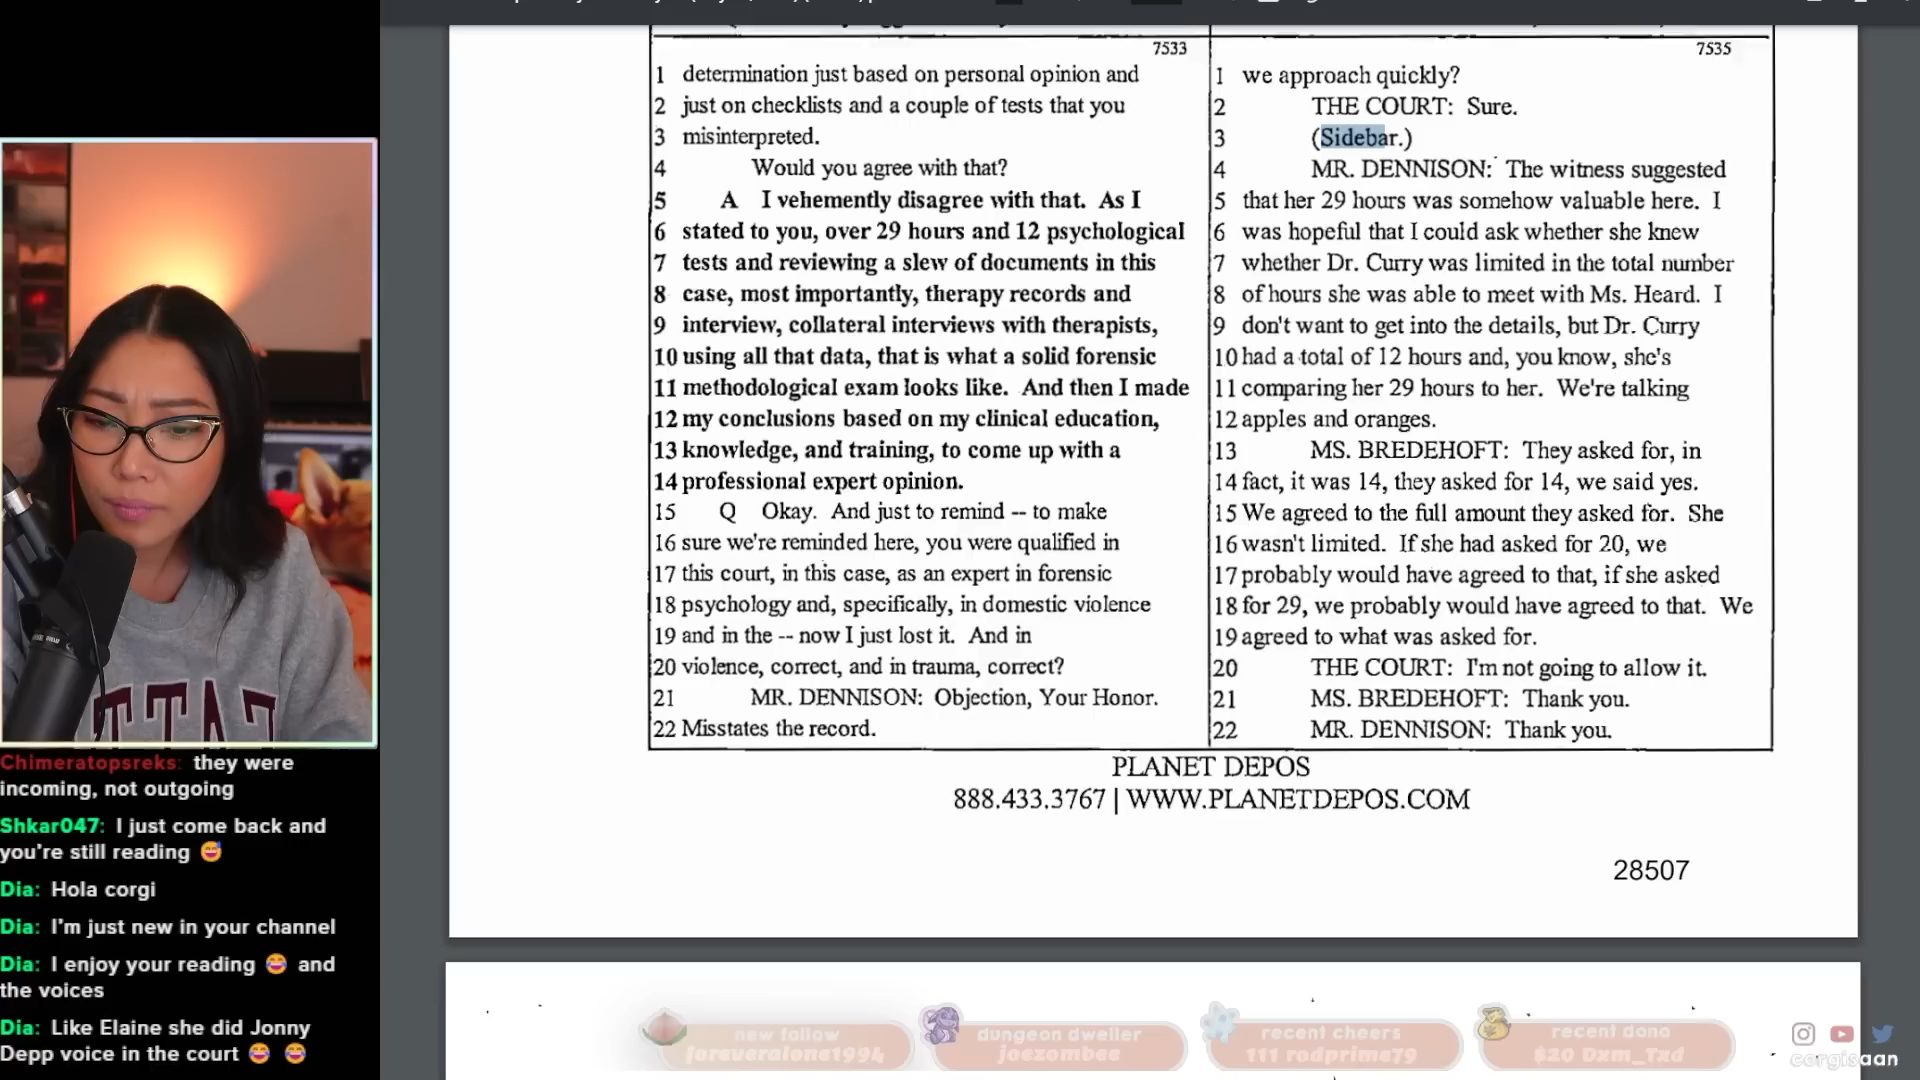 7533
1 determination just based on personal opinion and
2 just on checklists and a couple of tests that you
3 misinterpreted.
4 Would you agree with that?
5 A I vehemently disagree with that. As I
6 stated to you, over 29 hours and 12 psychological
7 tests and reviewing a slew of documents in this
8 case, most importantly, therapy records and
9 interview, collateral interviews with therapists,
10 using all that data, that is what a solid forensic
11 methodological exam looks like. And then I made
12 my conclusions based on my clinical education,
13 knowledge, and training, to come up with a
14 professional expert opinion.
15 Q Okay. And just to remind -- to make
16 sure we're reminded here, you were qualified in
17 this court, in this case, as an expert in forensic
18 psychology and, specifically, in domestic violence
19 and in the -- now I just lost it. And in
20 violence, correct, and in trauma, correct?
21 MR. DENNISON: Objection, Your Honor.
22 Misstates the record.
7535
1 we approach quickly?
2 THE COURT: Sure.
3 (Sidebar.)
4 MR. DENNISON: The witness suggested
5 that her 29 hours was somehow valuable here. I
6 was hopeful that I could ask whether she knew
7 whether Dr. Curry was limited in the total number
8 of hours she was able to meet with Ms. Heard. I
9 don't want to get into the details, but Dr. Curry
10 had a total of 12 hours and, you know, she's
11 comparing her 29 hours to her. We're talking
12 apples and oranges.
13 MS. BREDEHOFT: They asked for, in
14 fact, it was 14, they asked for 14, we said yes.
15 We agreed to the full amount they asked for. She
16 wasn't limited. If she had asked for 20, we
17 probably would have agreed to that, if she asked
18 for 29, we probably would have agreed to that. We
19 agreed to what was asked for.
20 THE COURT: I'm not going to allow it.
21 MS. BREDEHOFT: Thank you.
22 MR. DENNISON: Thank you.
PLANET DEPOS
888.433.3767 | WWW.PLANETDEPOS.COM
28507
Chimeratopsreks: they were
incoming, not outgoing
Shkar047: I just come back and
you're still reading 😅
Dia: Hola corgi
Dia: I'm just new in your channel
Dia: I enjoy your reading 😂 and
the voices
Dia: Like Elaine she did Jonny
Depp voice in the court 😂 😂
new follow
foreveralone1994
dungeon dweller
joezombee
recent cheers
111 rodprime79
recent dono
$20 Dxm_Txd
corgisaan